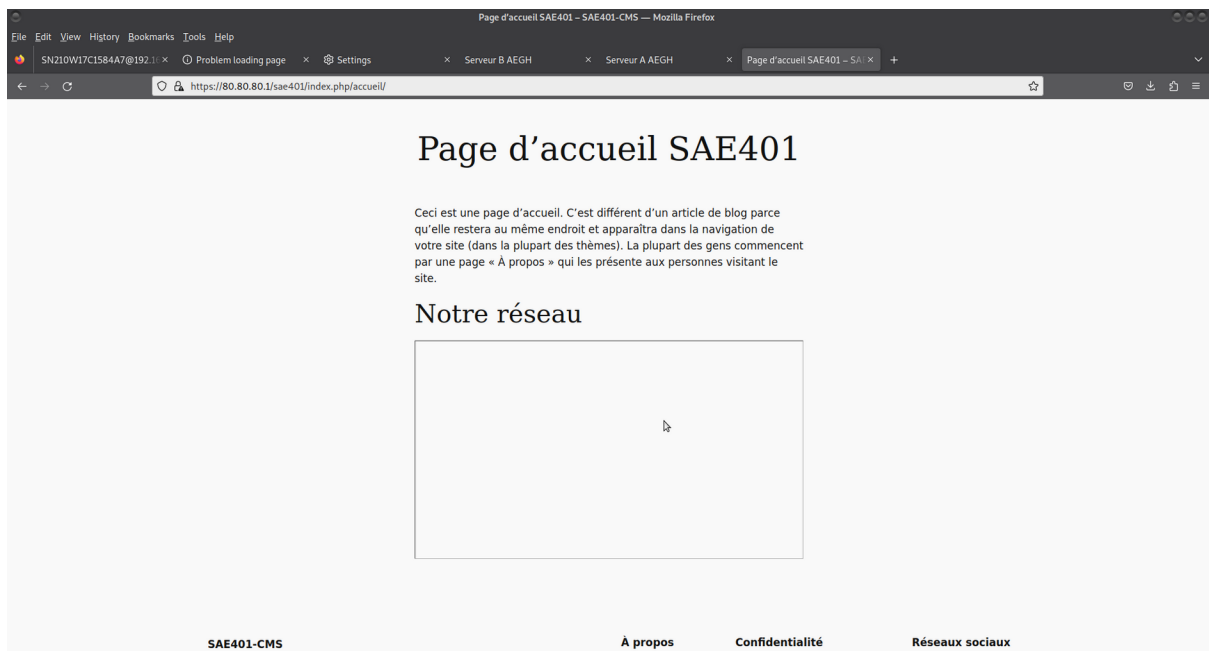 Page d'accueil SAE401 – SAE401-CMS — Mozilla Firefox
File Edit View History Bookmarks Tools Help
SN210W17C1584A7@192.1 × Problem loading page × Settings × Serveur B AEGH × Serveur A AEGH × Page d'accueil SAE401 – SA × +
https://80.80.80.1/sae401/index.php/accueil/
Page d’accueil SAE401
Ceci est une page d’accueil. C’est différent d’un article de blog parce
qu’elle restera au même endroit et apparaîtra dans la navigation de
votre site (dans la plupart des thèmes). La plupart des gens commencent
par une page « À propos » qui les présente aux personnes visitant le
site.
Notre réseau
SAE401-CMS À propos Confidentialité Réseaux sociaux